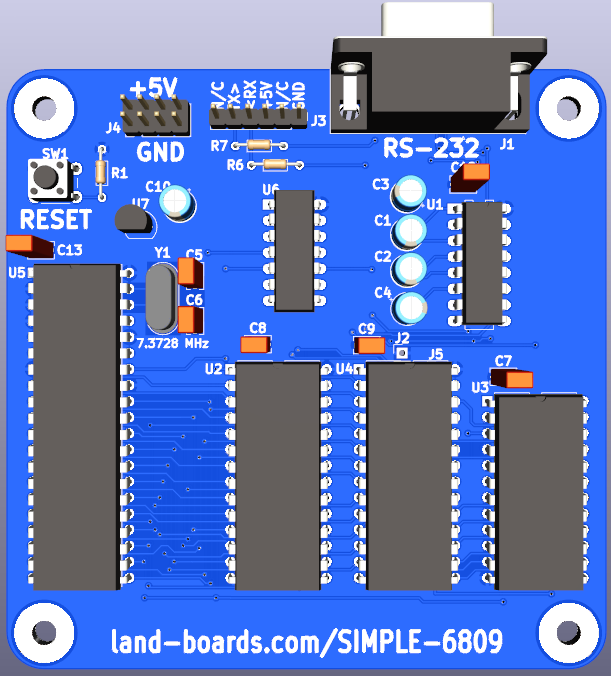 +5V
J4
GND
N/C
TX>
<RX
+5V
N/C
GND
J3
R7
R6
RS-232
J1
SW1
R1
RESET
C10
U7
U6
C3
C1
C2
C4
U1
C13
U5
Y1
C5
C6
7.3728 MHz
C8
C9
J2
U2
U4
J5
C7
U3
land-boards.com/SIMPLE-6809